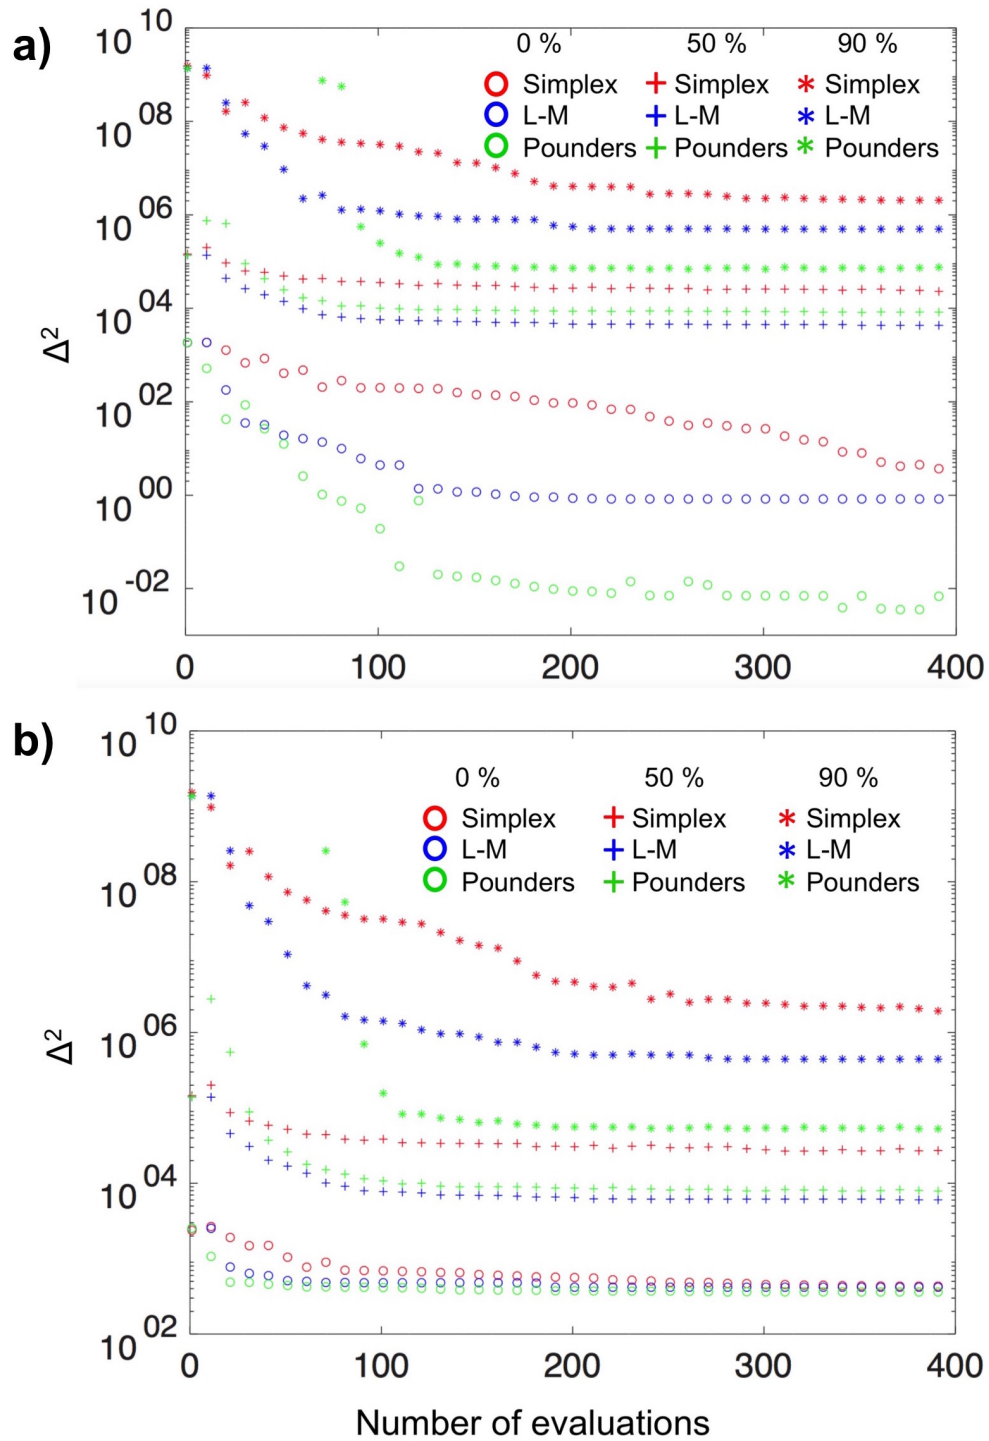 a)
10 10
0 % 50 % 90 %
Simplex Simplex Simplex
L-M L-M L-M
Pounders Pounders Pounders
10 08
10 06
10 04
10 02
10 00
10 -02
Δ2
0 100 200 300 400
b)
10 10
0 % 50 % 90 %
Simplex Simplex Simplex
L-M L-M L-M
Pounders Pounders Pounders
10 08
10 06
10 04
10 02
Δ2
0 100 200 300 400
Number of evaluations